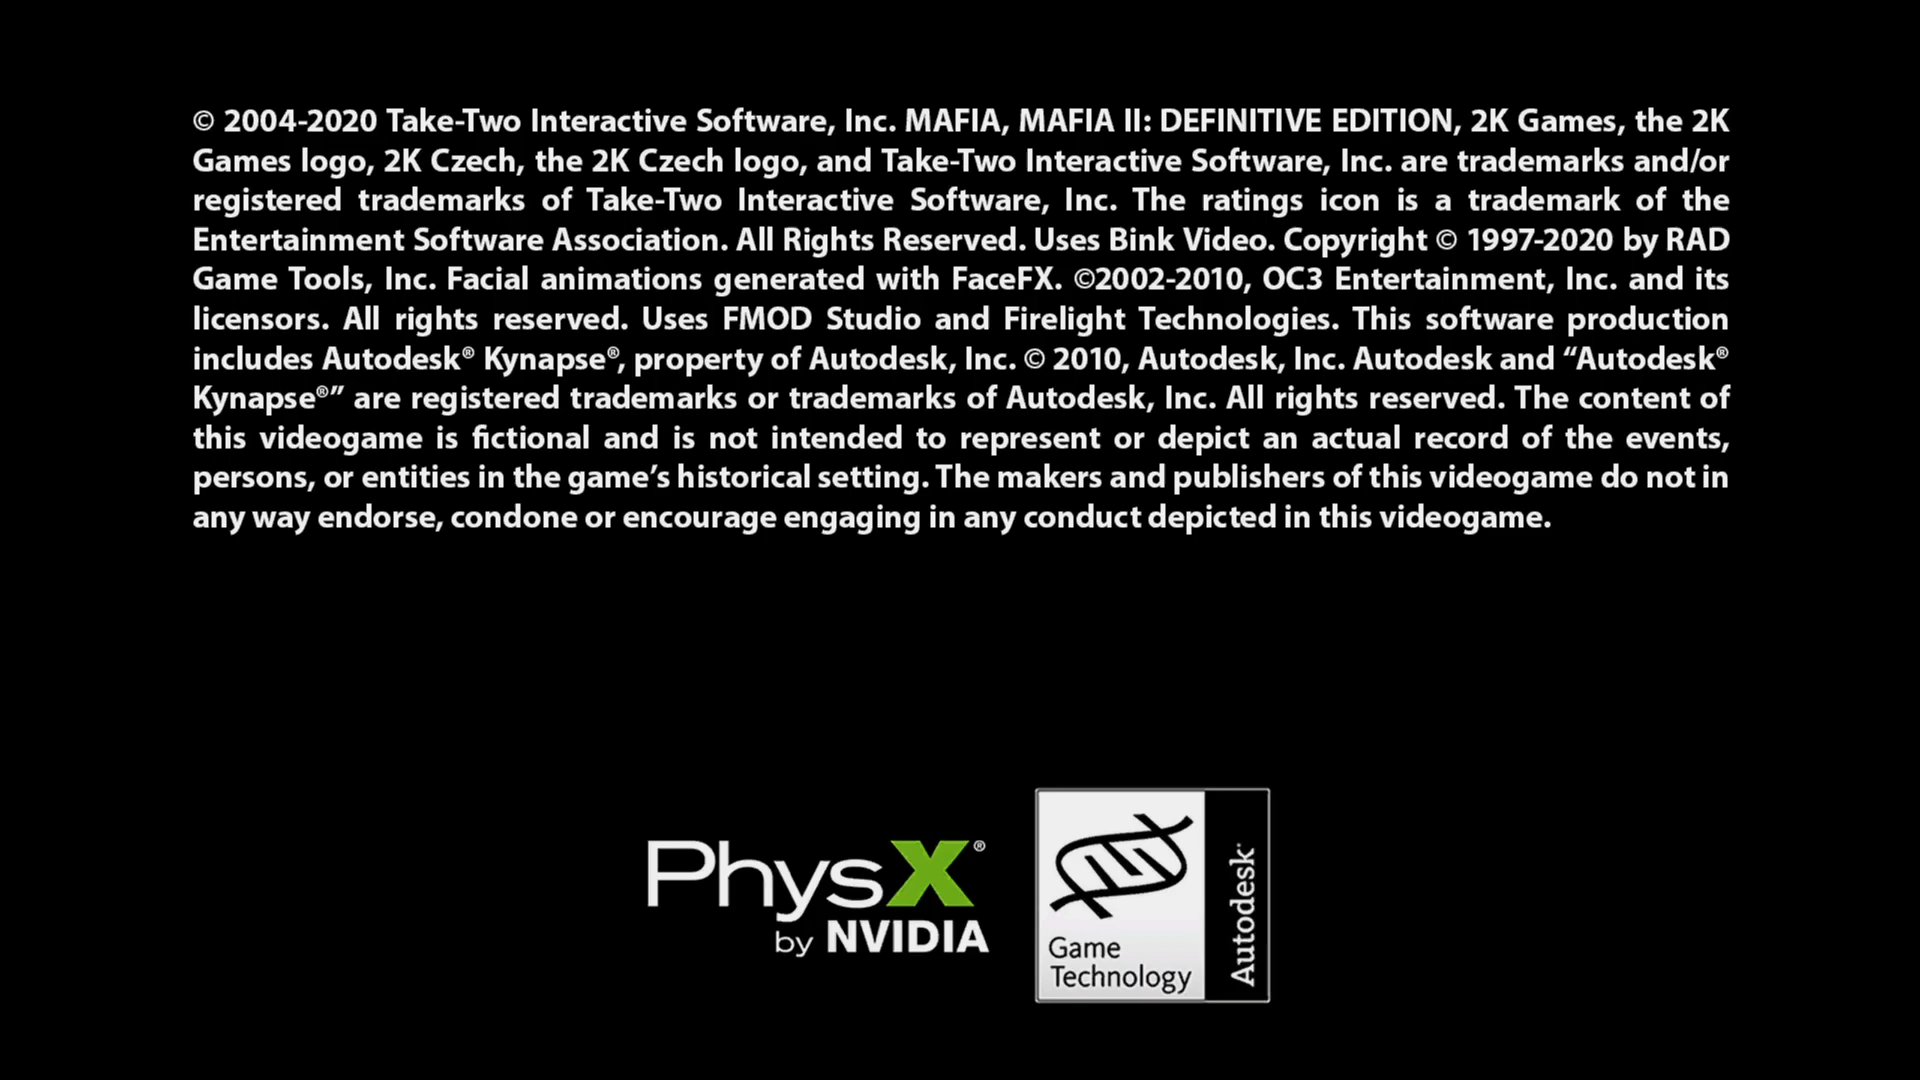 © 2004-2020 Take-Two Interactive Software, Inc. MAFIA, MAFIA II: DEFINITIVE EDITION, 2K Games, the 2K
Games logo, 2K Czech, the 2K Czech logo, and Take-Two Interactive Software, Inc. are trademarks and/or
registered trademarks of Take-Two Interactive Software, Inc. The ratings icon is a trademark of the
Entertainment Software Association. All Rights Reserved. Uses Bink Video. Copyright © 1997-2020 by RAD
Game Tools, Inc. Facial animations generated with FaceFX. ©2002-2010, OC3 Entertainment, Inc. and its
licensors. All rights reserved. Uses FMOD Studio and Firelight Technologies. This software production
includes Autodesk® Kynapse®, property of Autodesk, Inc. © 2010, Autodesk, Inc. Autodesk and “Autodesk®
Kynapse®” are registered trademarks or trademarks of Autodesk, Inc. All rights reserved. The content of
this videogame is fictional and is not intended to represent or depict an actual record of the events,
persons, or entities in the game’s historical setting. The makers and publishers of this videogame do not in
any way endorse, condone or encourage engaging in any conduct depicted in this videogame.
PhysX®
by NVIDIA
Game
Technology
Autodesk®